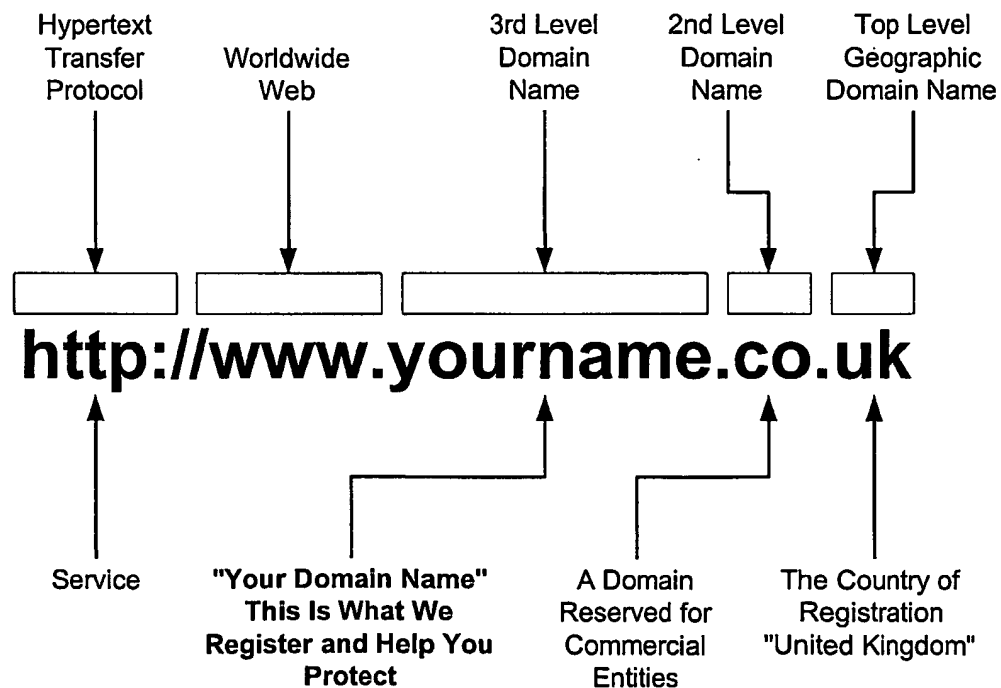 Hypertext
Transfer
Protocol
Worldwide
Web
3rd Level
Domain
Name
2nd Level
Domain
Name
Top Level
Geographic
Domain Name
http://www.yourname.co.uk
Service
"Your Domain Name"
This Is What We
Register and Help You
Protect
A Domain
Reserved for
Commercial
Entities
The Country of
Registration
"United Kingdom"